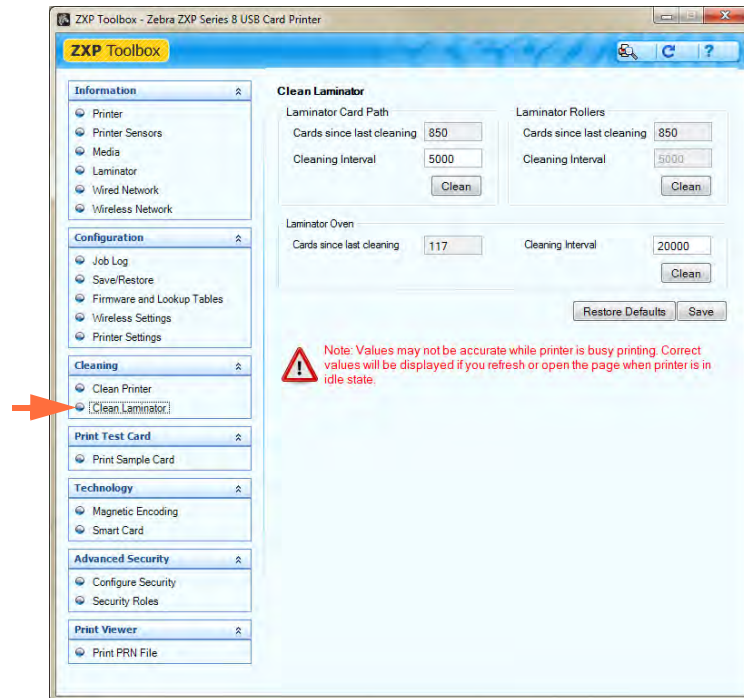 ZXP Toolbox - Zebra ZXP Series 8 USB Card Printer
ZXP Toolbox
?
Information
Printer
Printer Sensors
Media
Laminator
Wired Network
Wireless Network
Configuration
Job Log
Save/Restore
Firmware and Lookup Tables
Wireless Settings
Printer Settings
Cleaning
Clean Printer
Clean Laminator
Print Test Card
Print Sample Card
Technology
Magnetic Encoding
Smart Card
Advanced Security
Configure Security
Security Roles
Print Viewer
Print PRN File
Clean Laminator
Laminator Card Path
Cards since last cleaning 850
Cleaning Interval 5000
Clean
Laminator Rollers
Cards since last cleaning 850
Cleaning Interval 5000
Clean
Laminator Oven
Cards since last cleaning 117
Cleaning Interval 20000
Clean
Restore Defaults Save
Note: Values may not be accurate while printer is busy printing. Correct
values will be displayed if you refresh or open the page when printer is in
idle state.